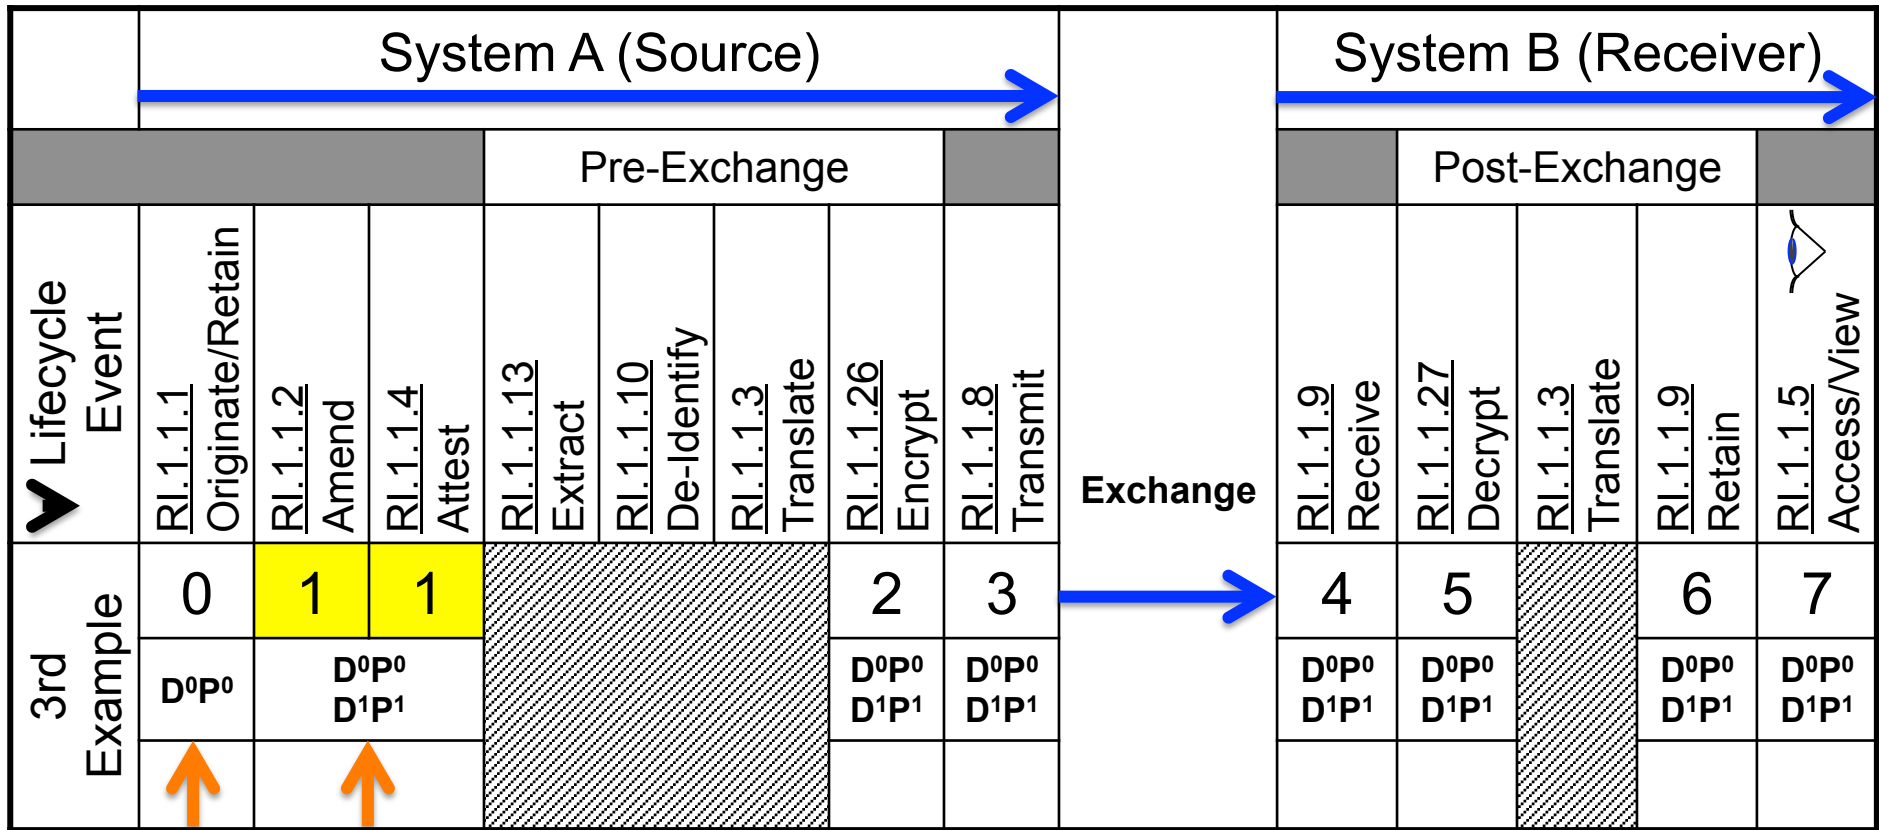 System A (Source)
System B (Receiver)
Pre-Exchange
Post-Exchange
Lifecycle
Event
RI.1.1.1
Originate/Retain
RI.1.1.2
Amend
RI.1.1.4
Attest
RI.1.1.13
Extract
RI.1.1.10
De-Identify
RI.1.1.3
Translate
RI.1.1.26
Encrypt
RI.1.1.8
Transmit
Exchange
RI.1.1.9
Receive
RI.1.1.27
Decrypt
RI.1.1.3
Translate
RI.1.1.9
Retain
RI.1.1.5
Access/View
3rd
Example
0 1 1 2 3 4 5 6 7
D⁰P⁰
D⁰P⁰
D¹P¹
D⁰P⁰
D¹P¹
D⁰P⁰
D¹P¹
D⁰P⁰
D¹P¹
D⁰P⁰
D¹P¹
D⁰P⁰
D¹P¹
D⁰P⁰
D¹P¹